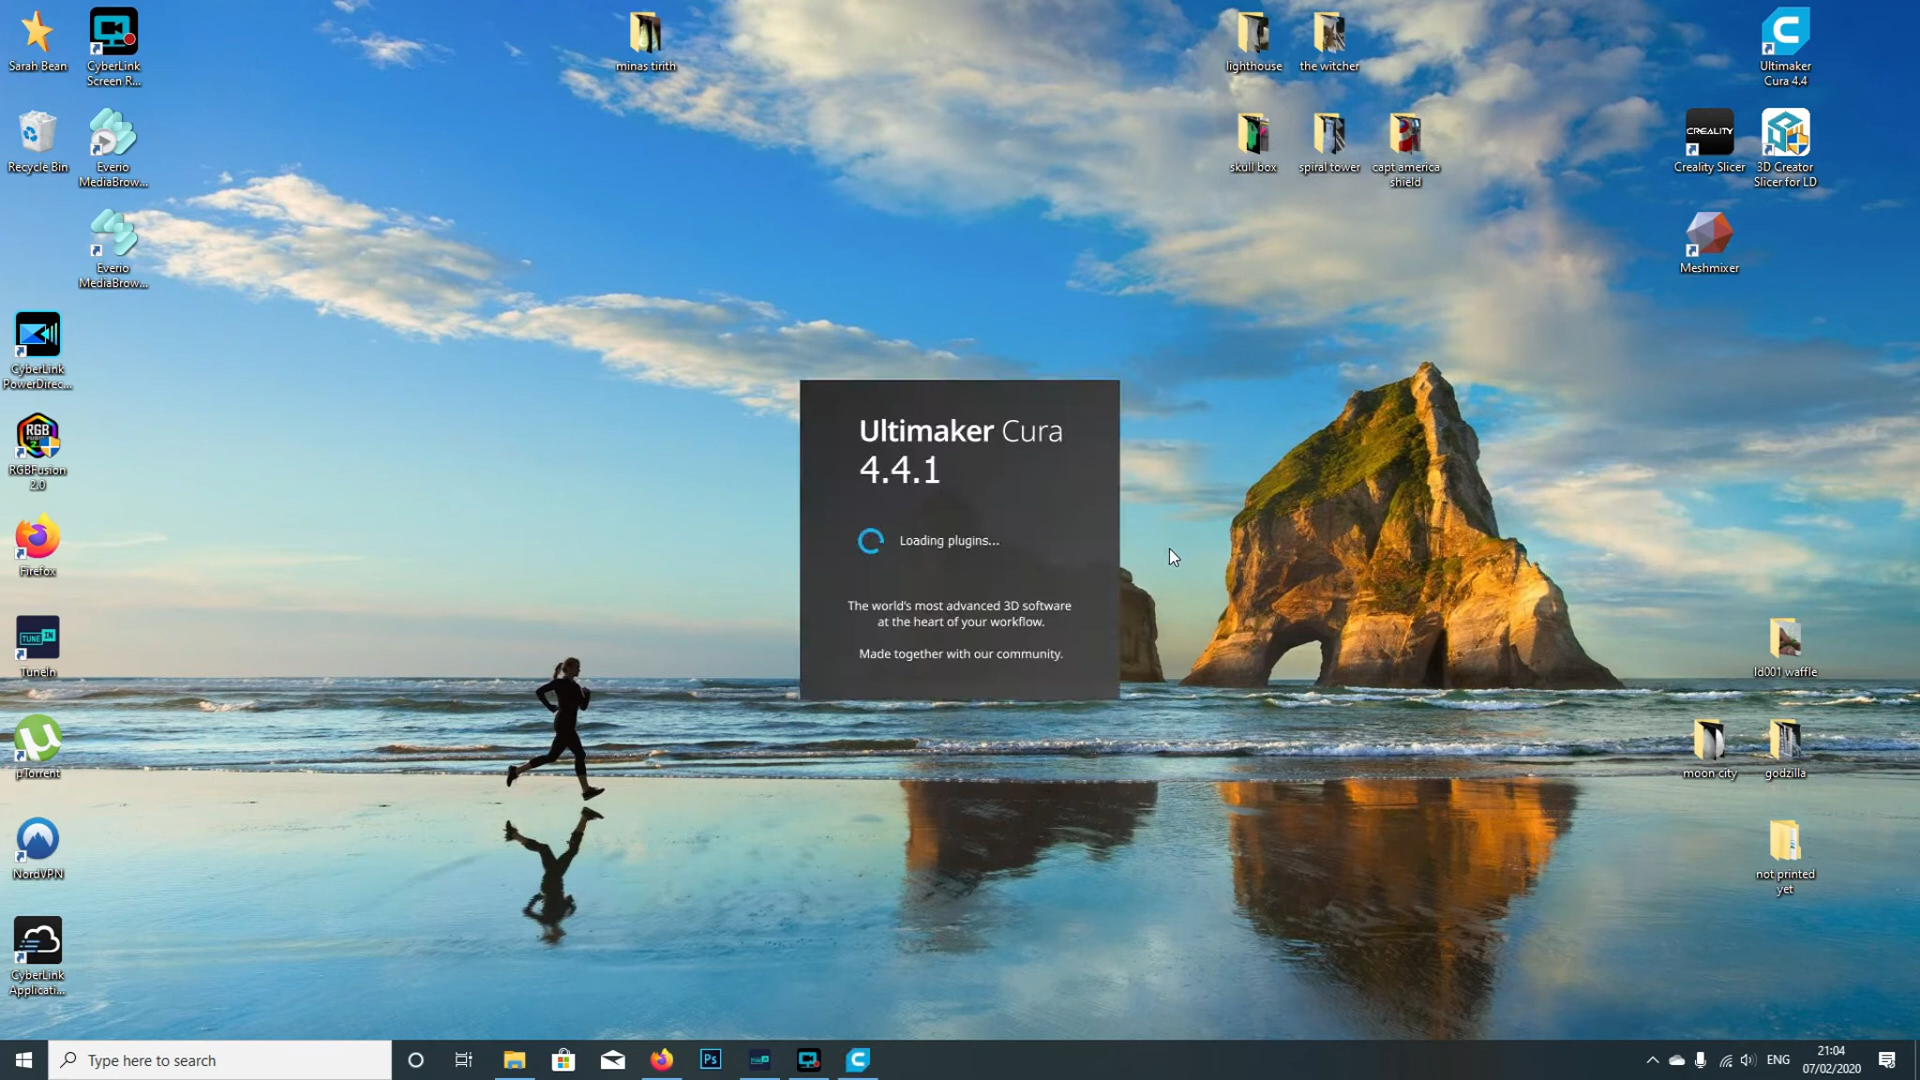 Sarah Bean
CyberLink
Screen R...
minas tirith
lighthouse
the witcher
Ultimaker
Cura 4.4
Recycle Bin
Everio
MediaBrow...
skull box
spiral tower
capt america
shield
CREALITY
Creality Slicer
3D Creator
Slicer for LD
Everio
MediaBrow...
Meshmixer
CyberLink
PowerDirec...
RGB
RGBFusion
2.0
Ultimaker Cura
4.4.1
Loading plugins...
The world's most advanced 3D software
at the heart of your workflow.
Made together with our community.
Firefox
TUNE IN
TuneIn
ld001 waffle
µTorrent
moon city
godzilla
NordVPN
not printed
yet
CyberLink
Applicati...
Type here to search
Ps
ENG
21:04
07/02/2020